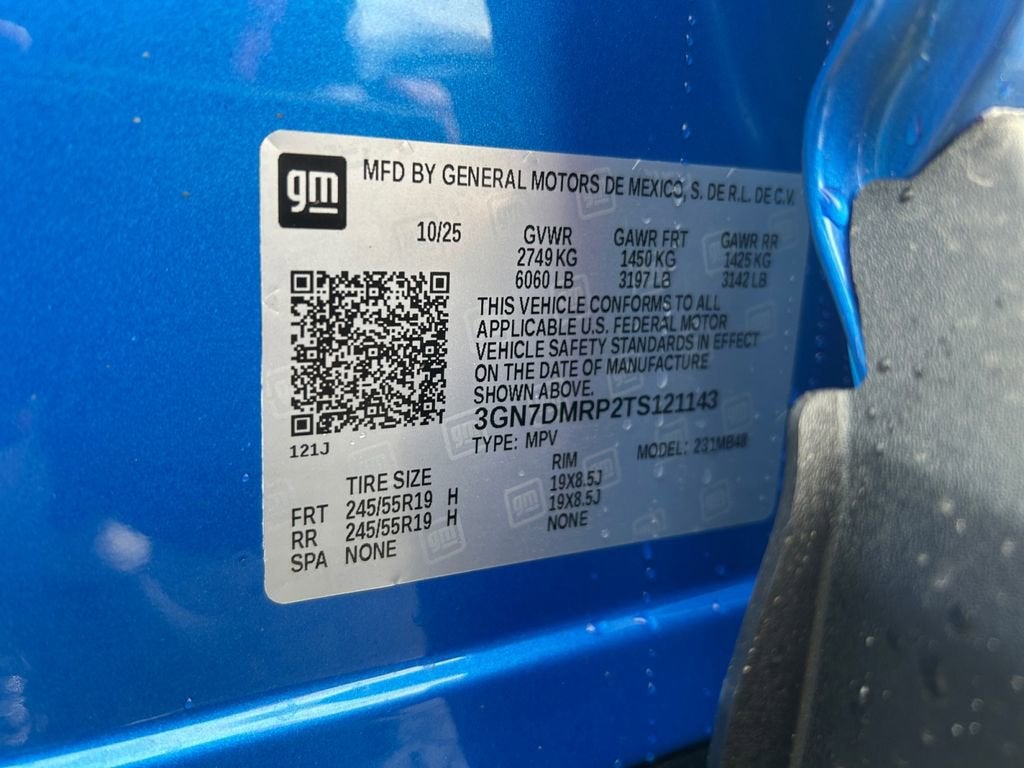 gm
MFD BY GENERAL MOTORS DE MEXICO, S. DE R.L. DE C.V.
10/25 GVWR GAWR FRT GAWR RR
2749 KG 1450 KG 1425 KG
6060 LB 3197 LB 3142 LB
THIS VEHICLE CONFORMS TO ALL
APPLICABLE U.S. FEDERAL MOTOR
VEHICLE SAFETY STANDARDS IN EFFECT
ON THE DATE OF MANUFACTURE
SHOWN ABOVE.
3GN7DMRP2TS121143
121J
TYPE: MPV MODEL: 231MB48
TIRE SIZE RIM
FRT 245/55R19 H 19X8.5J
RR 245/55R19 H 19X8.5J
SPA NONE NONE